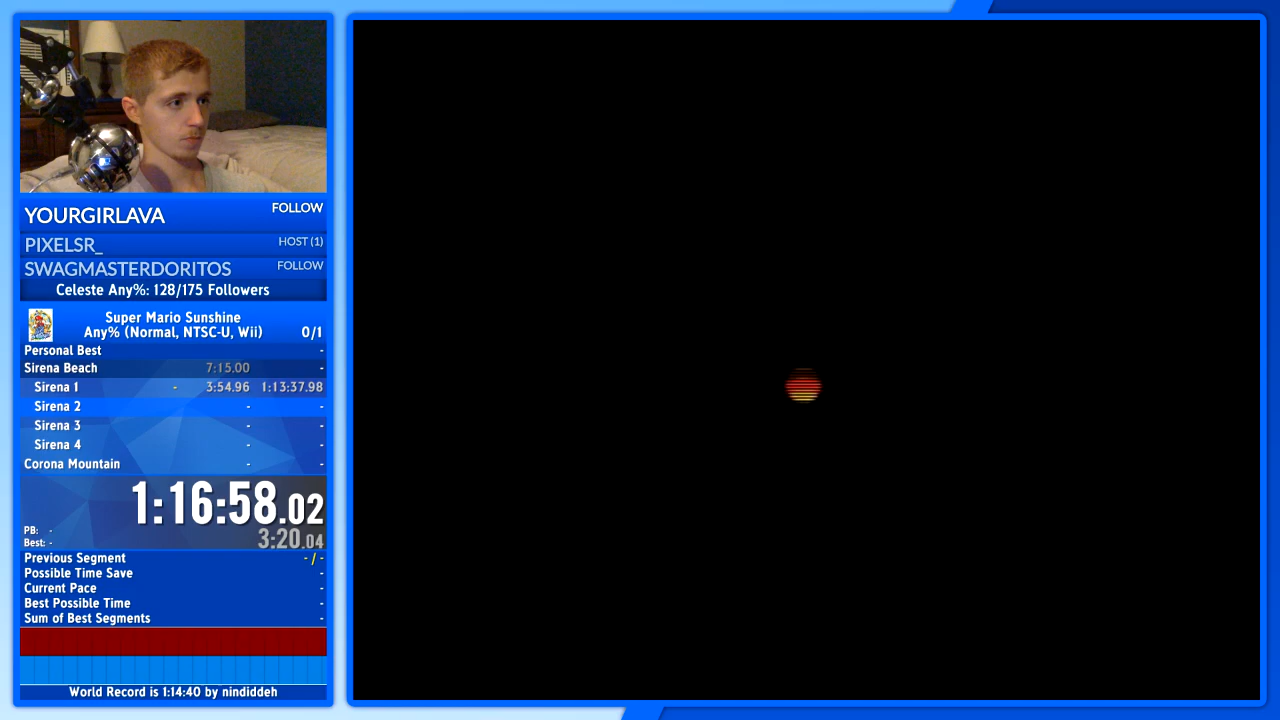 YOURGIRLAVA FOLLOW
PIXELSR_ HOST (1)
SWAGMASTERDORITOS FOLLOW
Celeste Any%: 128/175 Followers
Super Mario Sunshine
Any% (Normal, NTSC-U, Wii) 0/1
Personal Best -
Sirena Beach 7:15.00 -
Sirena 1 - 3:54.96 1:13:37.98
Sirena 2 - -
Sirena 3 - -
Sirena 4 - -
Corona Mountain - -
1:16:58.02
PB: -
Best: - 3:20.04
Previous Segment - / -
Possible Time Save -
Current Pace -
Best Possible Time -
Sum of Best Segments -
World Record is 1:14:40 by nindiddeh